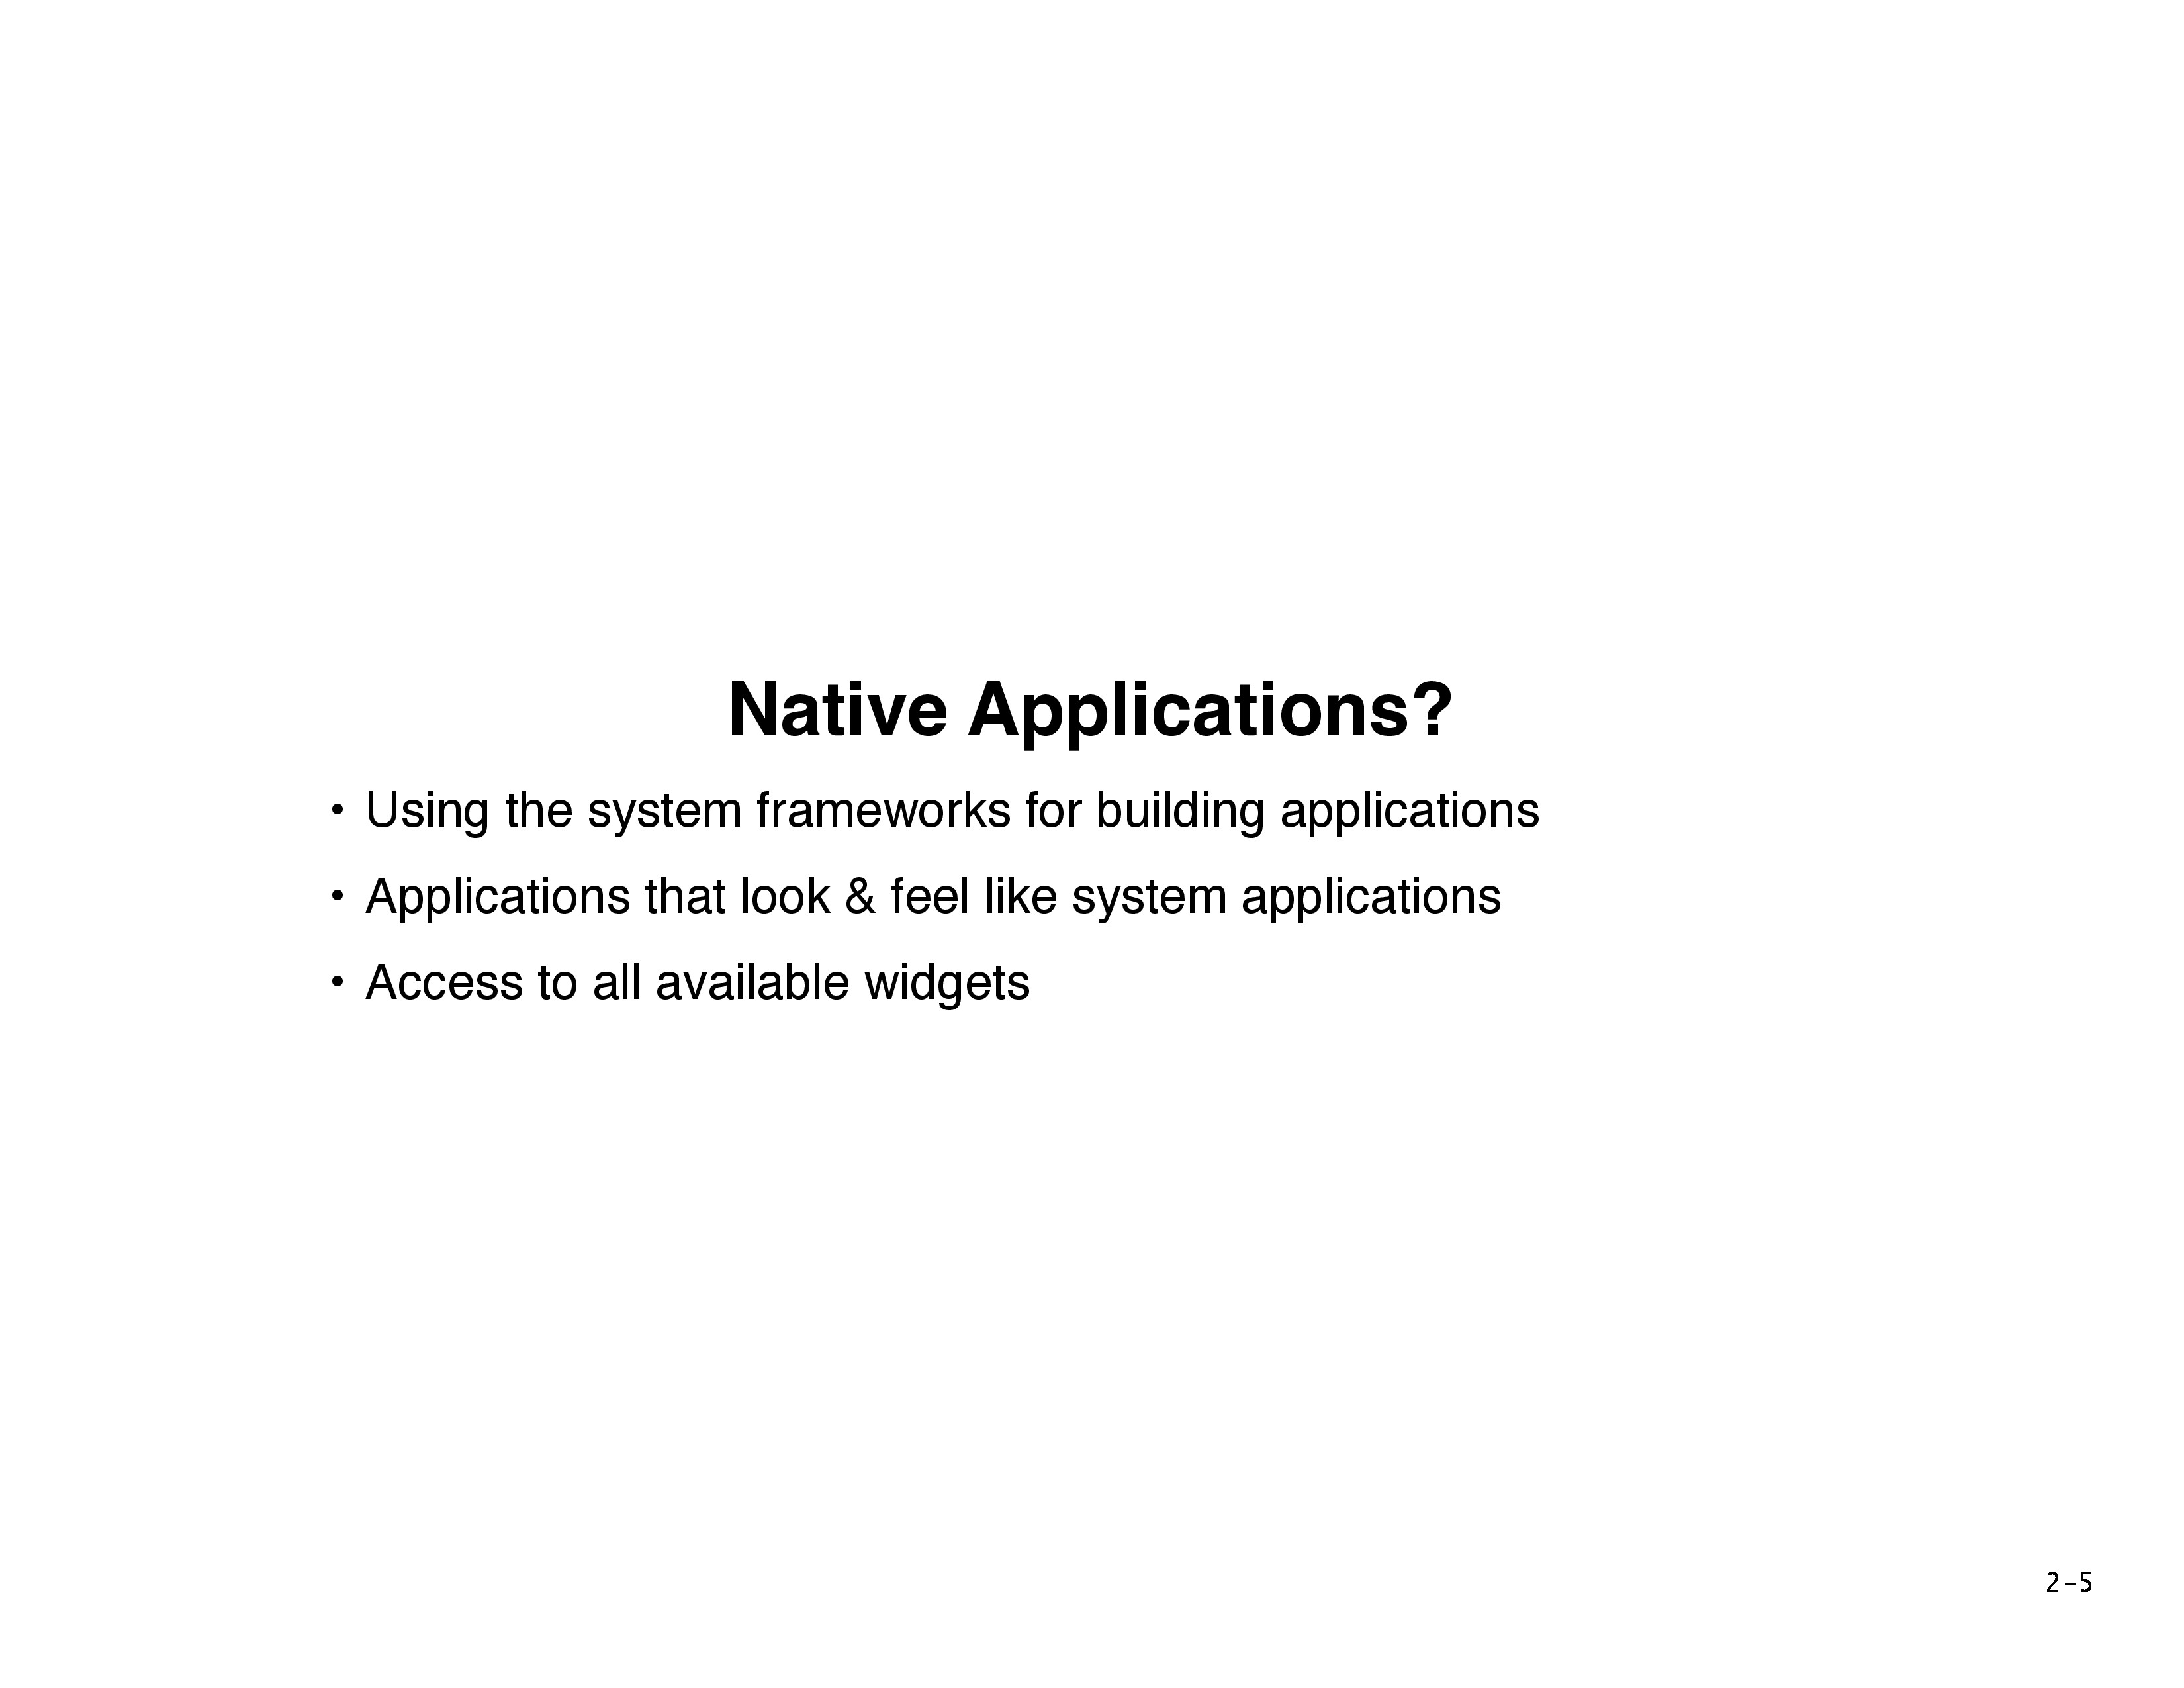 Native Applications?
• Using the system frameworks for building applications
• Applications that look & feel like system applications
• Access to all available widgets
2-5